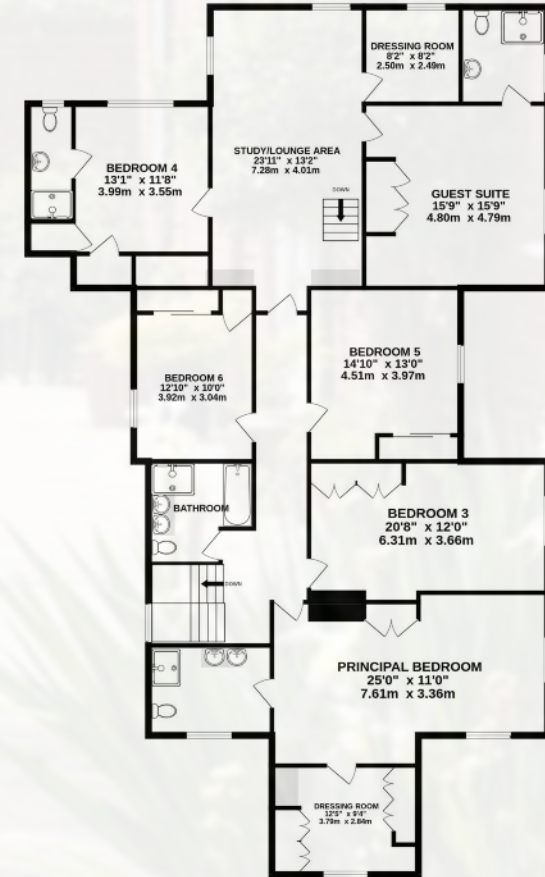 DRESSING ROOM
8'2" x 8'2"
2.50m x 2.49m
STUDY/LOUNGE AREA
23'11" x 13'2"
7.28m x 4.01m
BEDROOM 4
13'1" x 11'8"
3.99m x 3.55m
DOWN
GUEST SUITE
15'9" x 15'9"
4.80m x 4.79m
BEDROOM 5
14'10" x 13'0"
4.51m x 3.97m
BEDROOM 6
12'10" x 10'0"
3.92m x 3.04m
BATHROOM
BEDROOM 3
20'8" x 12'0"
6.31m x 3.66m
DOWN
PRINCIPAL BEDROOM
25'0" x 11'0"
7.61m x 3.36m
DRESSING ROOM
12'5" x 9'4"
3.79m x 2.84m